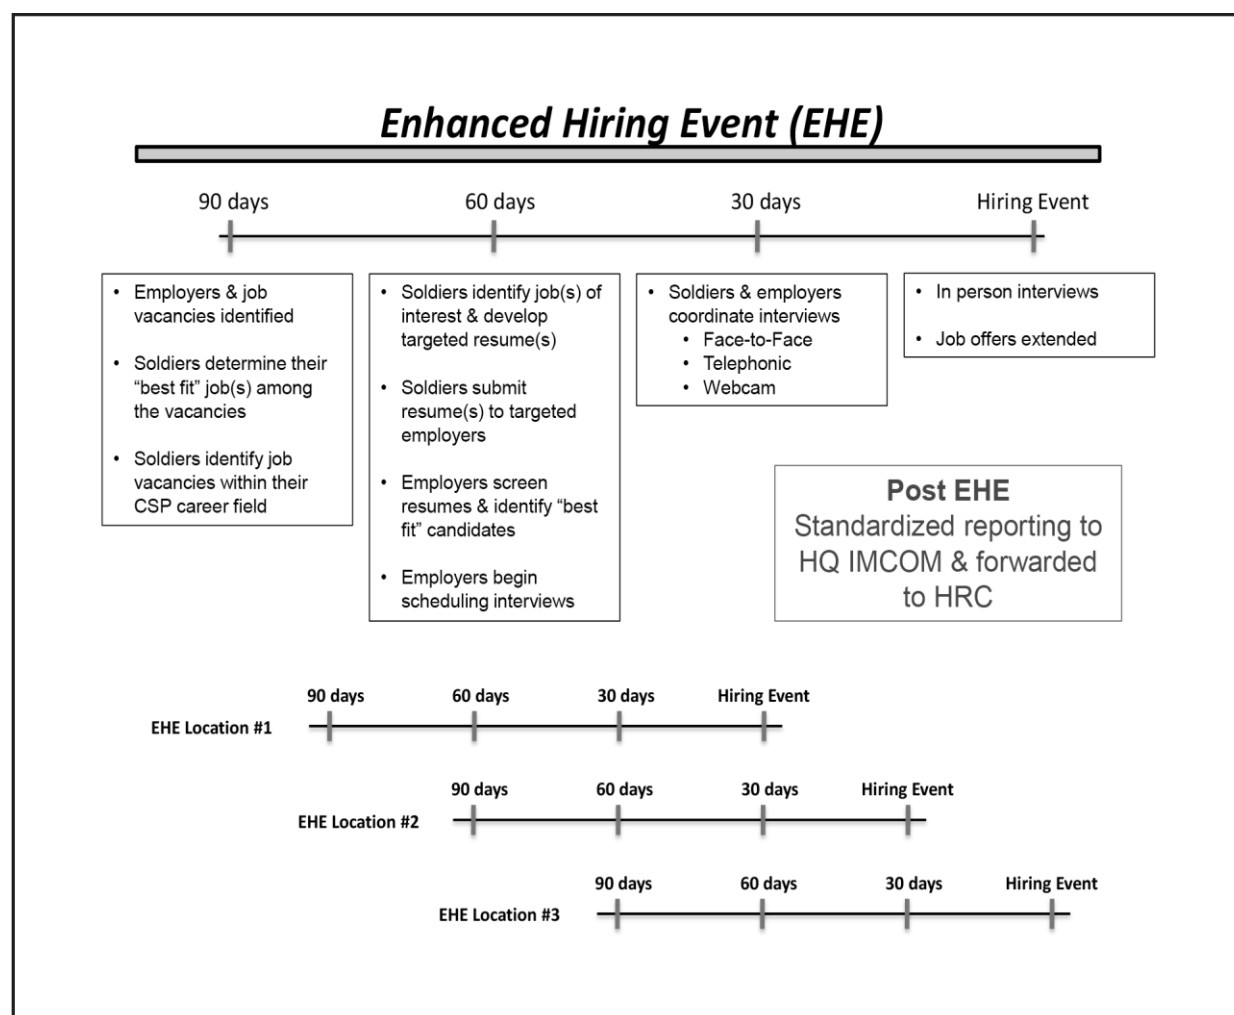 Enhanced Hiring Event (EHE)
90 days
60 days
30 days
Hiring Event
• Employers & job
vacancies identified
• Soldiers determine their
“best fit” job(s) among
the vacancies
• Soldiers identify job
vacancies within their
CSP career field
• Soldiers identify job(s) of
interest & develop
targeted resume(s)
• Soldiers submit
resume(s) to targeted
employers
• Employers screen
resumes & identify “best
fit” candidates
• Employers begin
scheduling interviews
• Soldiers & employers
coordinate interviews
• Face-to-Face
• Telephonic
• Webcam
• In person interviews
• Job offers extended
Post EHE
Standardized reporting to
HQ IMCOM & forwarded
to HRC
90 days
60 days
30 days
Hiring Event
EHE Location #1
90 days
60 days
30 days
Hiring Event
EHE Location #2
90 days
60 days
30 days
Hiring Event
EHE Location #3